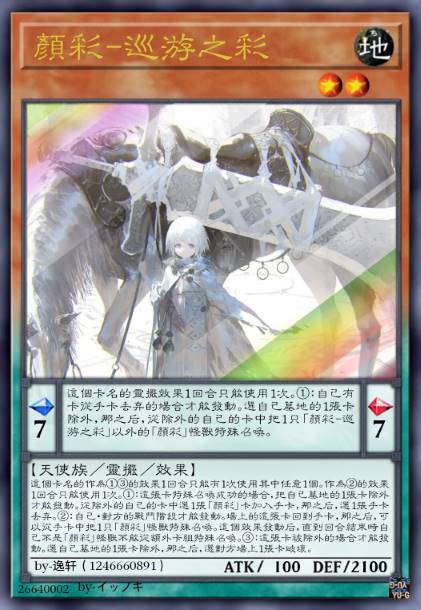 顏彩-巡游之彩
地
這個卡名的靈擺效果1回合只能使用1次。①：自己有
卡從手卡丟棄的場合才能發動。選自己墓地的1張卡
除外，那之后，從除外的自己的卡中把1只「顏彩-巡
游之彩」以外的「顏彩」怪獸特殊召喚。
7
7
【天使族／靈擺／效果】
這個卡名的作為①③的效果1回合只能有1次使用其中任意1個。作為②的效果
1回合只能使用1次。①：這張卡特殊召喚成功的場合，把自己墓地的1張卡除外才
能發動。從除外的自己的卡中選1張「顏彩」卡加入手卡，那之后，選1張手卡
丟棄。②：自己·對方的戰鬥階段才能發動。場上的這張卡回到手卡，那之后，可
以從手卡中把1只「顏彩」怪獸特殊召喚。這個效果發動后，直到回合結束時自
己不是「顏彩」怪獸不能從額外卡組特殊召喚。③：這張卡被除外的場合才能發動。
選自己墓地的1張卡除外，那之后，選對方場上1張卡破壞。
by-逸轩 (1246660891)
ATK/ 100 DEF/2100
26640002 by-イップキ